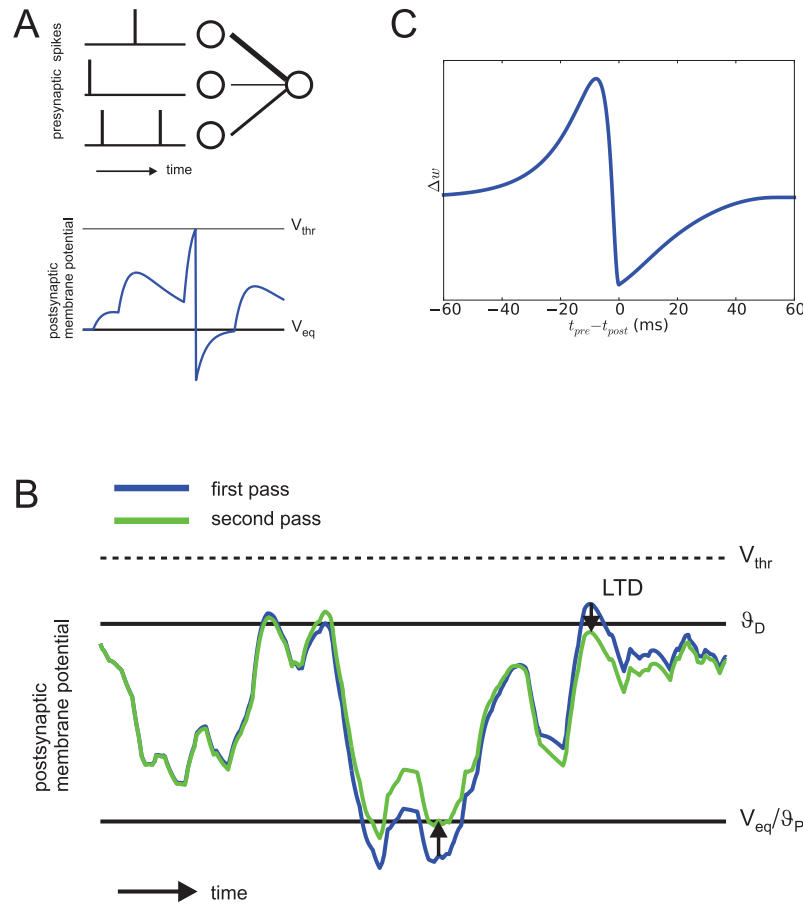 A
presynaptic spikes
time
postsynaptic
membrane potential
V_thr
V_eq
C
Δw
−60 −40 −20 0 20 40 60
t_pre−t_post (ms)
B
first pass
second pass
V_thr
LTD
ϑ_D
postsynaptic
membrane potential
V_eq/ϑ_P
time